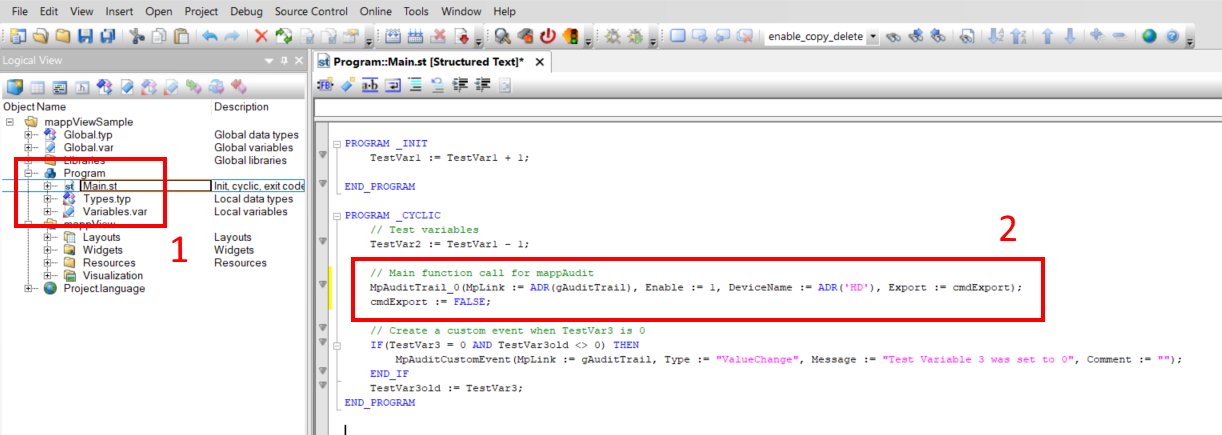 File Edit View Insert Open Project Debug Source Control Online Tools Window Help
enable_copy_delete
Logical View
Program::Main.st [Structured Text]*
Object Name Description
mappViewSample
Global.typ Global data types
Global.var Global variables
Libraries Global libraries
Program
Main.st Init, cyclic, exit code
Types.typ Local data types
Variables.var Local variables
mappView
Layouts Layouts
Widgets Widgets
Resources Resources
Visualization
Project.language
1
PROGRAM _INIT
TestVar1 := TestVar1 + 1;
END_PROGRAM
PROGRAM _CYCLIC
// Test variables
TestVar2 := TestVar1 - 1;
2
// Main function call for mappAudit
MpAuditTrail_0(MpLink := ADR(gAuditTrail), Enable := 1, DeviceName := ADR('HD'), Export := cmdExport);
cmdExport := FALSE;
// Create a custom event when TestVar3 is 0
IF(TestVar3 = 0 AND TestVar3old <> 0) THEN
MpAuditCustomEvent(MpLink := gAuditTrail, Type := "ValueChange", Message := "Test Variable 3 was set to 0", Comment := "");
END_IF
TestVar3old := TestVar3;
END_PROGRAM